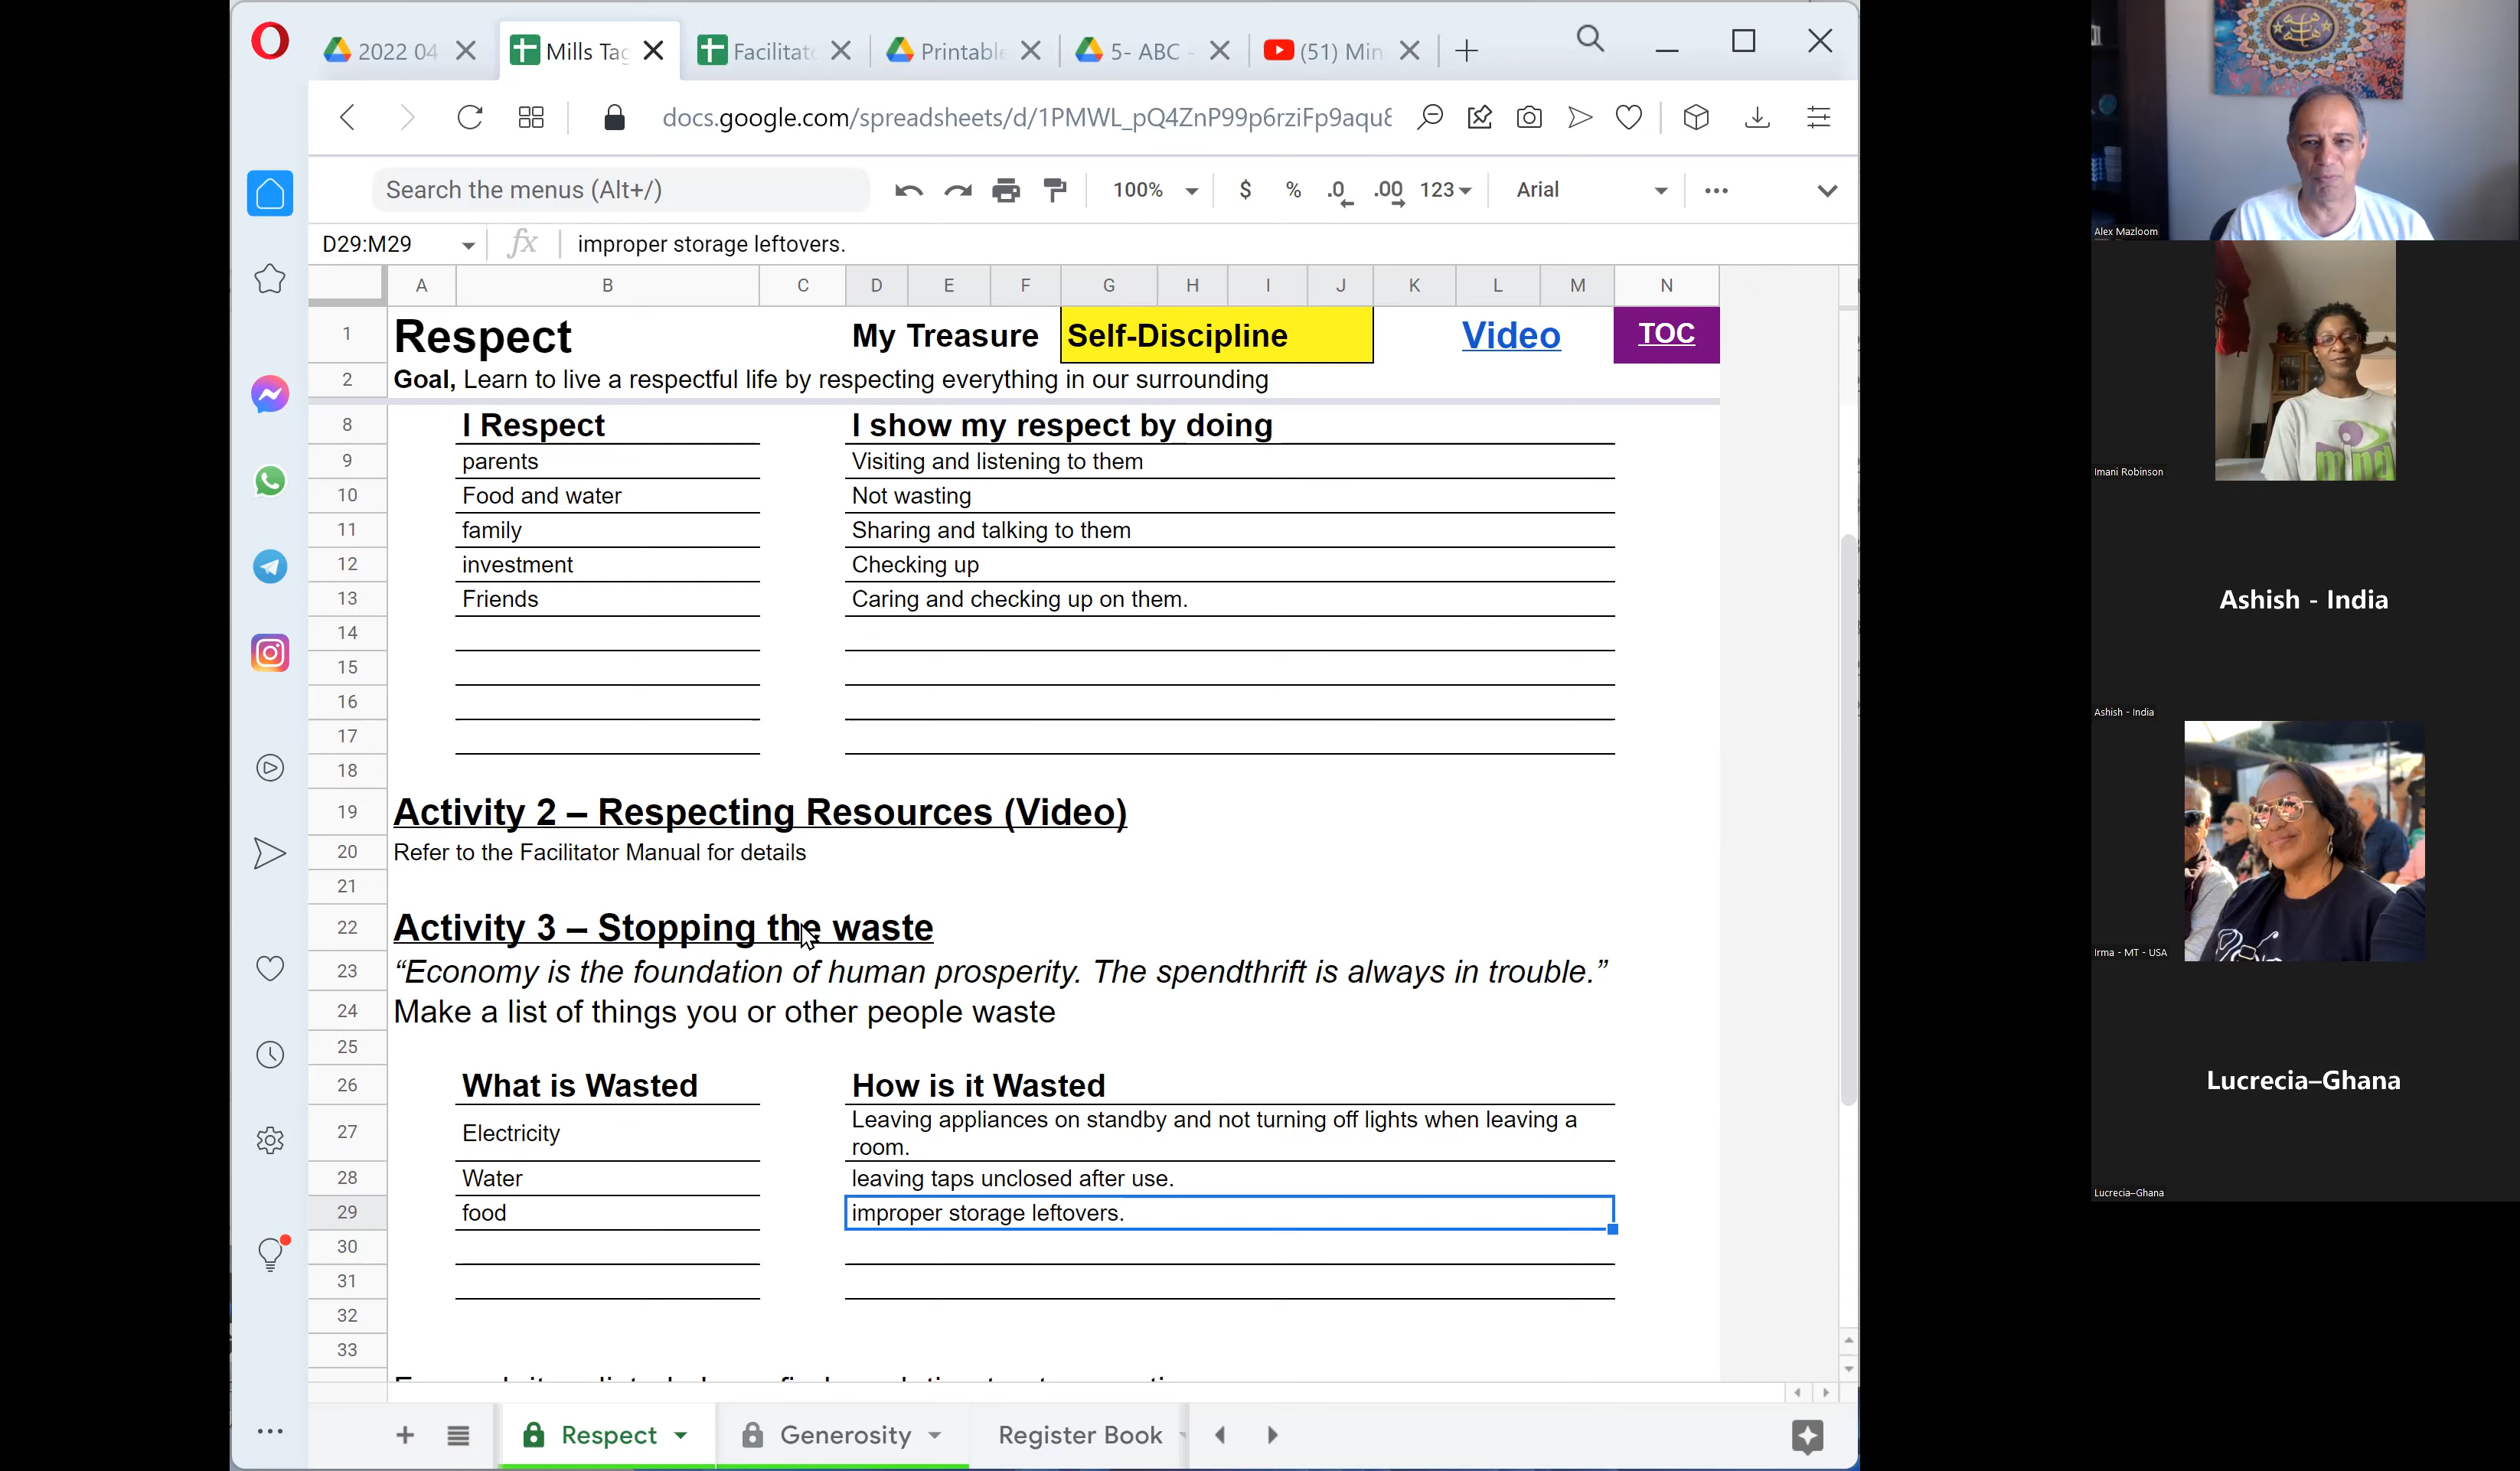 2022 04
Mills Tag
Facilitato
Printable
5- ABC -
(51) Min
docs.google.com/spreadsheets/d/1PMWL_pQ4ZnP99p6rziFp9aqu8
Search the menus (Alt+/)
100%
$ % .0 .00 123
Arial
D29:M29
fx
improper storage leftovers.
A B C D E F G H I J K L M N
1 Respect My Treasure Self-Discipline Video TOC
2 Goal, Learn to live a respectful life by respecting everything in our surrounding
8 I Respect I show my respect by doing
9 parents Visiting and listening to them
10 Food and water Not wasting
11 family Sharing and talking to them
12 investment Checking up
13 Friends Caring and checking up on them.
14
15
16
17
18
19 Activity 2 – Respecting Resources (Video)
20 Refer to the Facilitator Manual for details
21
22 Activity 3 – Stopping the waste
23 “Economy is the foundation of human prosperity. The spendthrift is always in trouble.”
24 Make a list of things you or other people waste
25
26 What is Wasted How is it Wasted
27 Electricity Leaving appliances on standby and not turning off lights when leaving a
room.
28 Water leaving taps unclosed after use.
29 food improper storage leftovers.
30
31
32
33
Respect
Generosity
Register Book
Alex Mazloom
mind
Imani Robinson
Ashish - India
Ashish - India
Irma - MT - USA
Lucrecia–Ghana
Lucrecia–Ghana